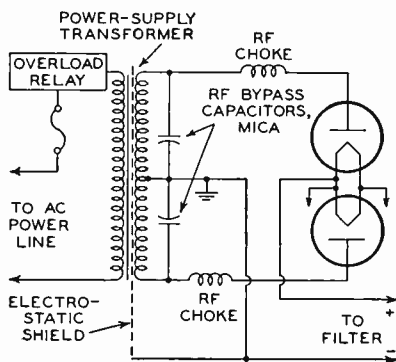 POWER-SUPPLY
TRANSFORMER
OVERLOAD
RELAY
RF
CHOKE
RF BYPASS
CAPACITORS,
MICA
TO AC
POWER
LINE
ELECTRO-
STATIC
SHIELD
RF
CHOKE
+
TO
FILTER
-